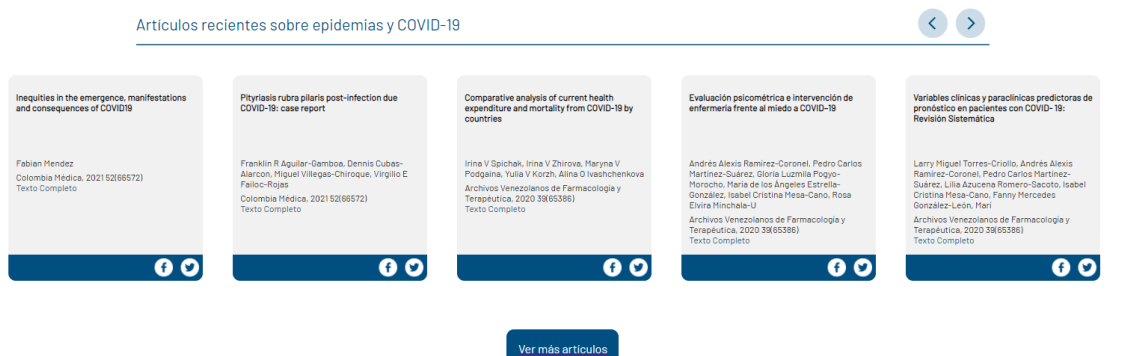 Artículos recientes sobre epidemias y COVID-19
Inequities in the emergence, manifestations
and consequences of COVID19
Fabian Mendez
Colombia Médica, 2021 52(66572)
Texto Completo
Pityriasis rubra pilaris post-infection due
COVID-19: case report
Franklin R Aguilar-Gamboa, Dennis Cubas-
Alarcon, Miguel Villegas-Chiroque, Virgilio E
Failoc-Rojas
Colombia Médica, 2021 52(66572)
Texto Completo
Comparative analysis of current health
expenditure and mortality from COVID-19 by
countries
Irina V Spichak, Irina V Zhirova, Maryna V
Podgaina, Yulia V Korzh, Alina O Ivashchenkova
Archivos Venezolanos de Farmacología y
Terapéutica, 2020 39(65386)
Texto Completo
Evaluación psicométrica e intervención de
enfermería frente al miedo a COVID-19
Andrés Alexis Ramírez-Coronel, Pedro Carlos
Martínez-Suárez, Gloria Luzmila Pogyo-
Morocho, María de los Ángeles Estrella-
González, Isabel Cristina Mesa-Cano, Rosa
Elvira Minchala-U
Archivos Venezolanos de Farmacología y
Terapéutica, 2020 39(65386)
Texto Completo
Variables clínicas y paraclínicas predictoras de
pronóstico en pacientes con COVID- 19:
Revisión Sistemática
Larry Miguel Torres-Criollo, Andrés Alexis
Ramírez-Coronel, Pedro Carlos Martínez-
Suárez, Lilia Azucena Romero-Sacoto, Isabel
Cristina Mesa-Cano, Fanny Mercedes
González-León, Mari
Archivos Venezolanos de Farmacología y
Terapéutica, 2020 39(65386)
Texto Completo
Ver más artículos